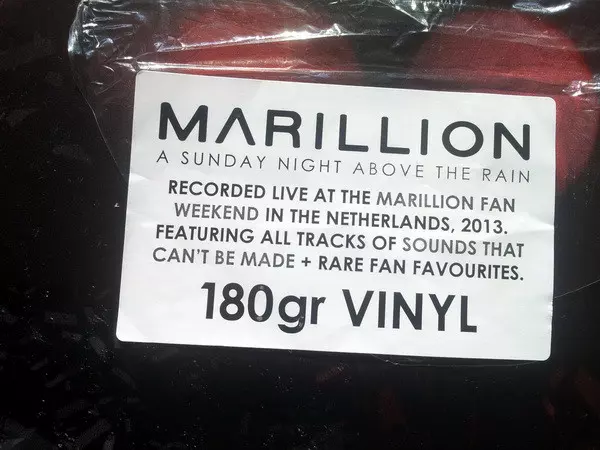 MARILLION
A SUNDAY NIGHT ABOVE THE RAIN
RECORDED LIVE AT THE MARILLION FAN
WEEKEND IN THE NETHERLANDS, 2013.
FEATURING ALL TRACKS OF SOUNDS THAT
CAN'T BE MADE + RARE FAN FAVOURITES.
180gr VINYL